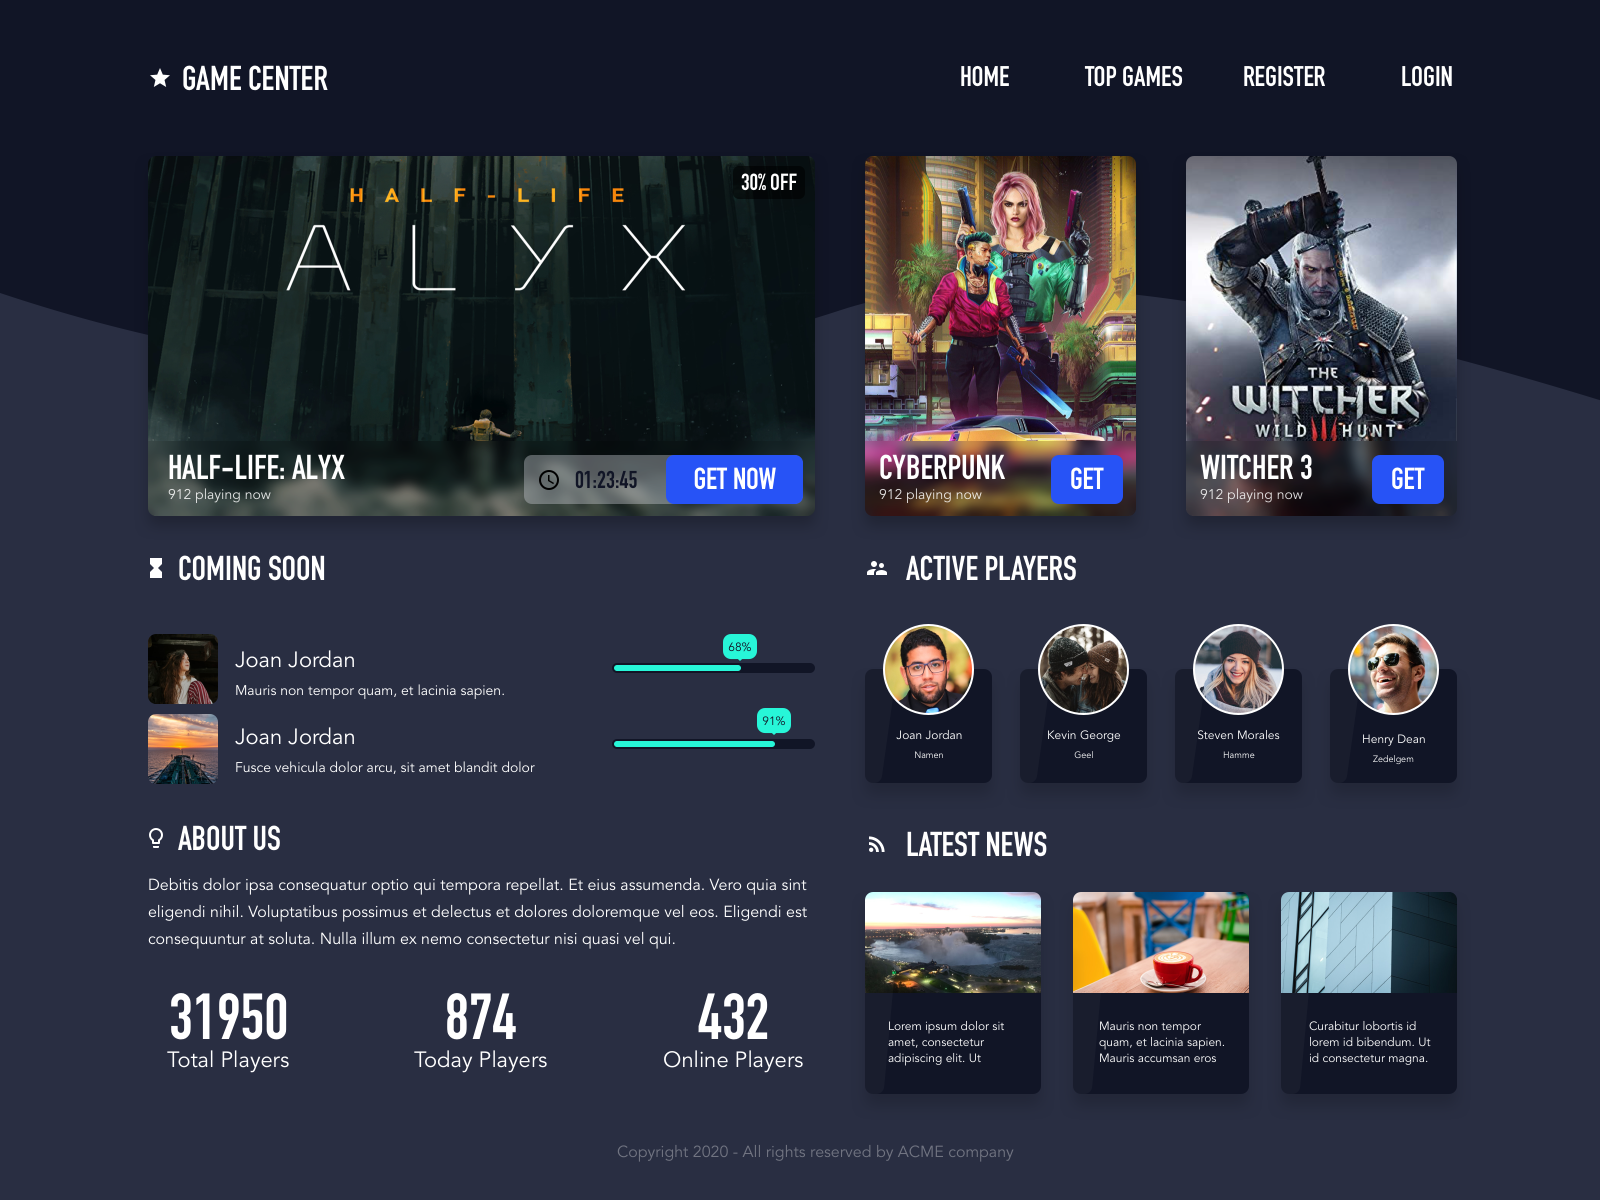 GAME CENTER
HOME
TOP GAMES
REGISTER
LOGIN
30% OFF
HALF-LIFE
ALYX
HALF-LIFE: ALYX
912 playing now
01:23:45
GET NOW
CYBERPUNK
912 playing now
GET
THE
WITCHER
WILD HUNT
WITCHER 3
912 playing now
GET
COMING SOON
Joan Jordan
Mauris non tempor quam, et lacinia sapien.
68%
Joan Jordan
Fusce vehicula dolor arcu, sit amet blandit dolor
91%
ACTIVE PLAYERS
Joan Jordan
Namen
Kevin George
Geel
Steven Morales
Hamme
Henry Dean
Zedelgem
ABOUT US
Debitis dolor ipsa consequatur optio qui tempora repellat. Et eius assumenda. Vero quia sint
eligendi nihil. Voluptatibus possimus et delectus et dolores doloremque vel eos. Eligendi est
consequuntur at soluta. Nulla illum ex nemo consectetur nisi quasi vel qui.
31950
Total Players
874
Today Players
432
Online Players
LATEST NEWS
Lorem ipsum dolor sit
amet, consectetur
adipiscing elit. Ut
Mauris non tempor
quam, et lacinia sapien.
Mauris accumsan eros
Curabitur lobortis id
lorem id bibendum. Ut
id consectetur magna.
Copyright 2020 - All rights reserved by ACME company